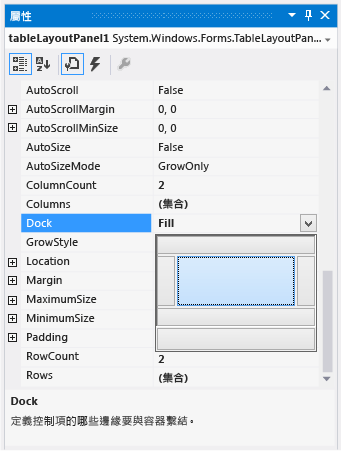 屬性
tableLayoutPanel1 System.Windows.Forms.TableLayoutPan...
AutoScroll False
AutoScrollMargin 0, 0
AutoScrollMinSize 0, 0
AutoSize False
AutoSizeMode GrowOnly
ColumnCount 2
Columns (集合)
Dock Fill
GrowStyle
Location
Margin
MaximumSize
MinimumSize
Padding
RowCount 2
Rows (集合)
Dock
定義控制項的哪些邊緣要與容器繫結。